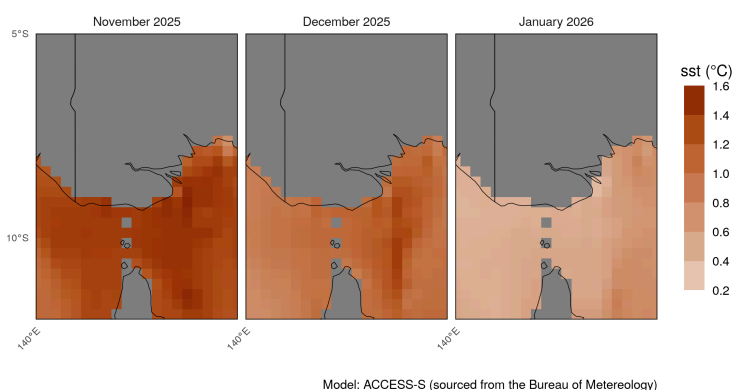 November 2025
December 2025
January 2026
5°S
10°S
140°E
140°E
140°E
sst (°C)
1.6
1.4
1.2
1.0
0.8
0.6
0.4
0.2
Model: ACCESS-S (sourced from the Bureau of Metereology)